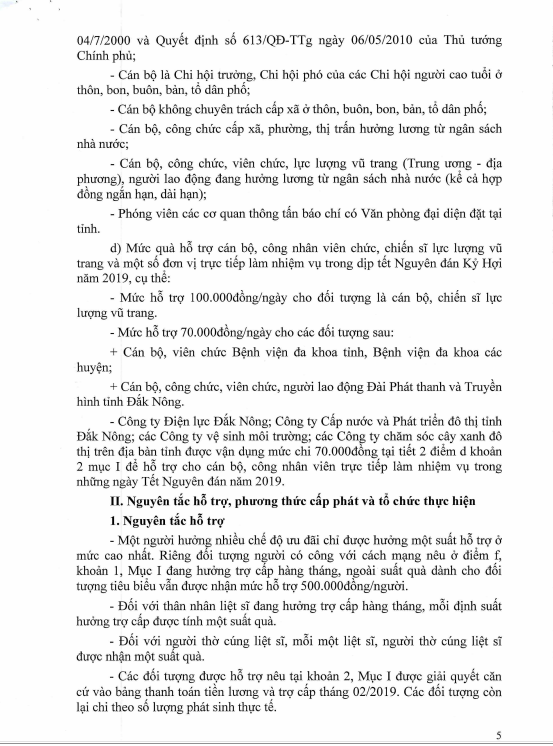 04/7/2000 và Quyết định số 613/QĐ-TTg ngày 06/05/2010 của Thủ tướng
Chính phủ;
- Cán bộ là Chi hội trưởng, Chi hội phó của các Chi hội người cao tuổi ở
thôn, bon, buôn, bản, tổ dân phố;
- Cán bộ không chuyên trách cấp xã ở thôn, buôn, bon, bản, tổ dân phố;
- Cán bộ, công chức cấp xã, phường, thị trấn hưởng lương từ ngân sách
nhà nước;
- Cán bộ, công chức, viên chức, lực lượng vũ trang (Trung ương - địa
phương), người lao động đang hưởng lương từ ngân sách nhà nước (kể cả hợp
đồng ngắn hạn, dài hạn);
- Phóng viên các cơ quan thông tấn báo chí có Văn phòng đại diện đặt tại
tỉnh.
d) Mức quà hỗ trợ cán bộ, công nhân viên chức, chiến sĩ lực lượng vũ
trang và một số đơn vị trực tiếp làm nhiệm vụ trong dịp tết Nguyên đán Kỷ Hợi
năm 2019, cụ thể:
- Mức hỗ trợ 100.000đồng/ngày cho đối tượng là cán bộ, chiến sĩ lực
lượng vũ trang.
- Mức hỗ trợ 70.000đồng/ngày cho các đối tượng sau:
+ Cán bộ, viên chức Bệnh viện đa khoa tỉnh, Bệnh viện đa khoa các
huyện;
+ Cán bộ, công chức, viên chức, người lao động Đài Phát thanh và Truyền
hình tỉnh Đắk Nông.
- Công ty Điện lực Đắk Nông; Công ty Cấp nước và Phát triển đô thị tỉnh
Đắk Nông; các Công ty vệ sinh môi trường; các Công ty chăm sóc cây xanh đô
thị trên địa bàn tỉnh được vận dụng mức chi 70.000đồng tại tiết 2 điểm d khoản
2 mục I để hỗ trợ cho cán bộ, công nhân viên trực tiếp làm nhiệm vụ trong
những ngày Tết Nguyên đán năm 2019.
II. Nguyên tắc hỗ trợ, phương thức cấp phát và tổ chức thực hiện
1. Nguyên tắc hỗ trợ
- Một người hưởng nhiều chế độ ưu đãi chỉ được hưởng một suất hỗ trợ ở
mức cao nhất. Riêng đối tượng người có công với cách mạng nêu ở điểm f,
khoản 1, Mục I đang hưởng trợ cấp hàng tháng, ngoài suất quà dành cho đối
tượng tiêu biểu vẫn được nhận mức hỗ trợ 500.000đồng/người.
- Đối với thân nhân liệt sĩ đang hưởng trợ cấp hàng tháng, mỗi định suất
hưởng trợ cấp được tính một suất quà.
- Đối với người thờ cúng liệt sĩ, mỗi một liệt sĩ, người thờ cúng liệt sĩ
được nhận một suất quà.
- Các đối tượng được hỗ trợ nêu tại khoản 2, Mục I được giải quyết căn
cứ vào bảng thanh toán tiền lương và trợ cấp tháng 02/2019. Các đối tượng còn
lại chi theo số lượng phát sinh thực tế.
5